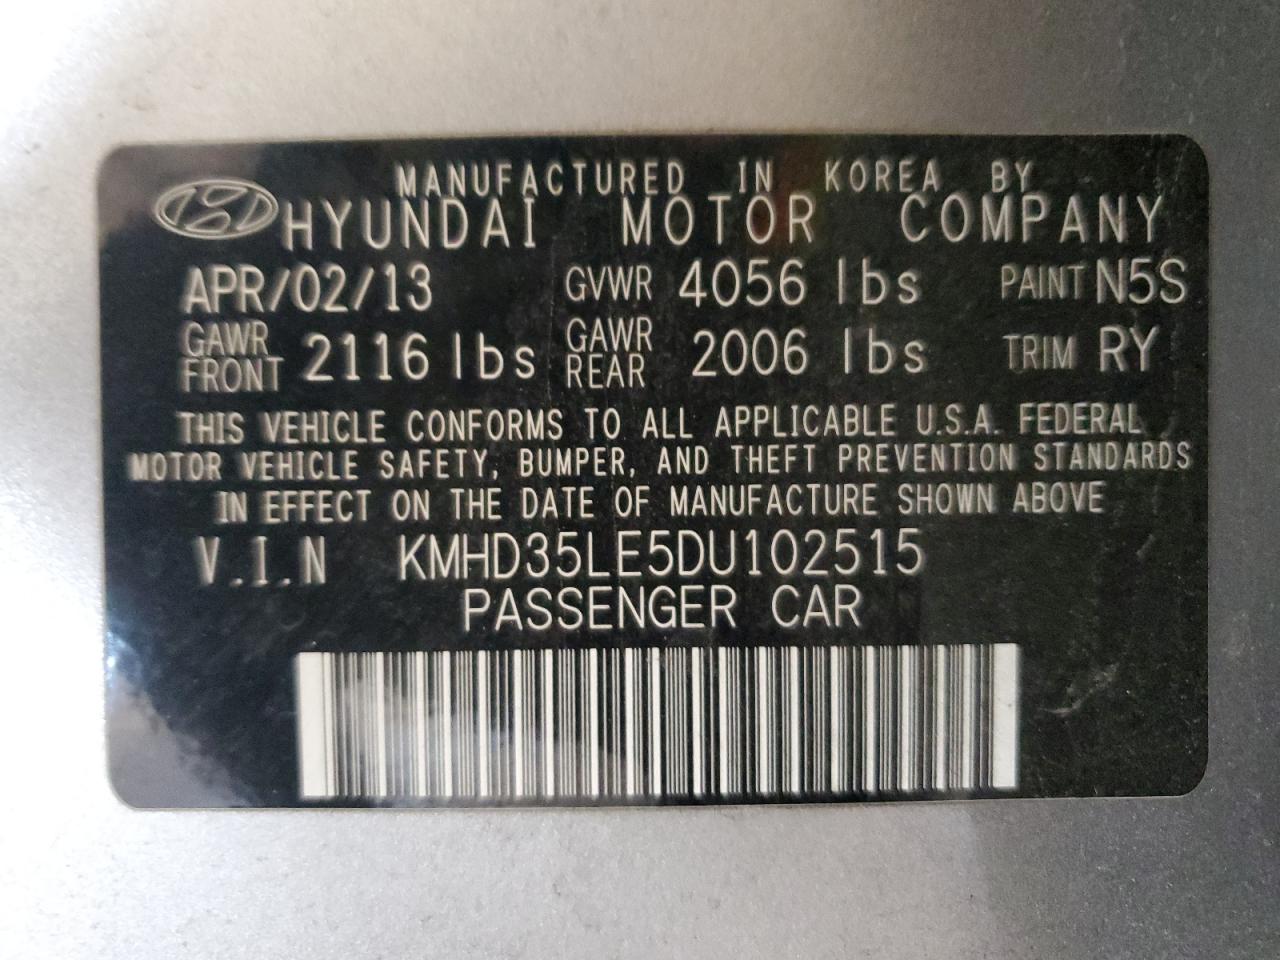 MANUFACTURED IN KOREA BY
HYUNDAI MOTOR COMPANY
APR/02/13 GVWR 4056 lbs PAINT N5S
GAWR FRONT 2116 lbs GAWR REAR 2006 lbs TRIM RY
THIS VEHICLE CONFORMS TO ALL APPLICABLE U.S.A. FEDERAL
MOTOR VEHICLE SAFETY, BUMPER, AND THEFT PREVENTION STANDARDS
IN EFFECT ON THE DATE OF MANUFACTURE SHOWN ABOVE
V.I.N KMHD35LE5DU102515
PASSENGER CAR